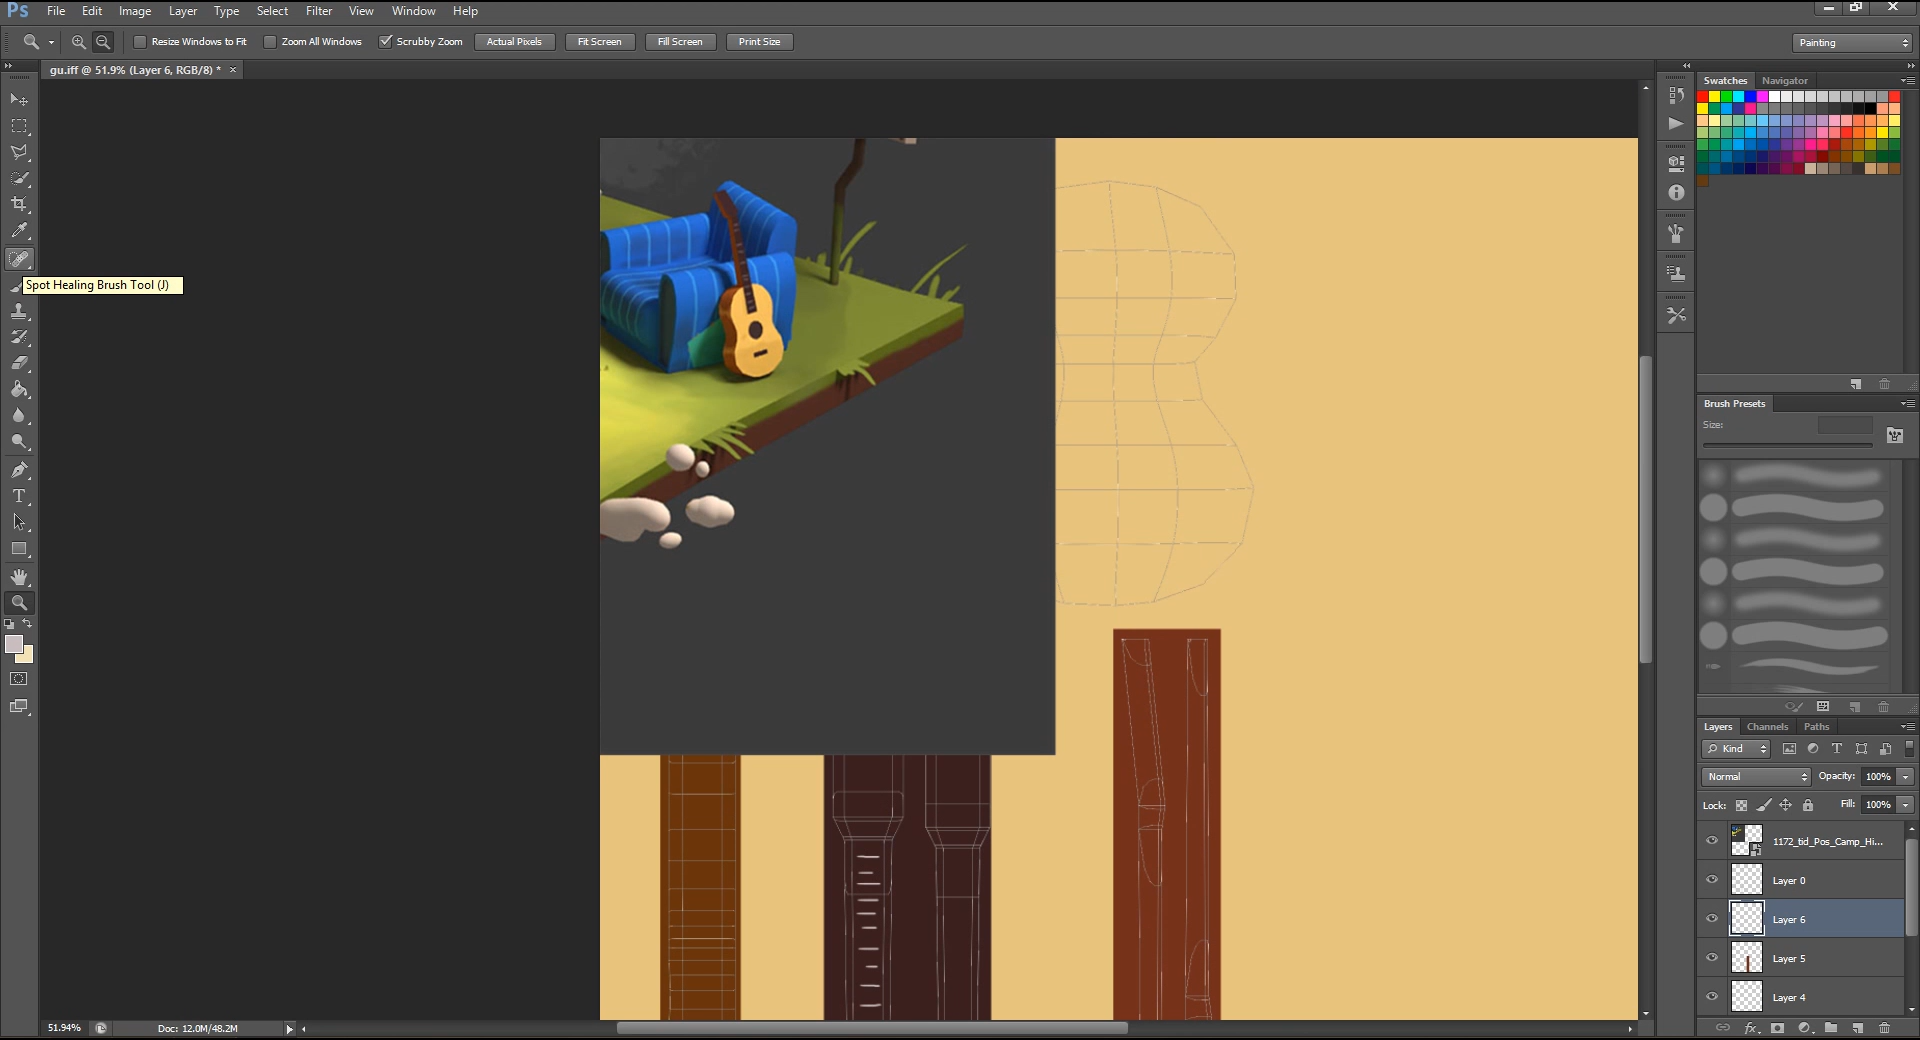 Ps File Edit Image Layer Type Select Filter View Window Help
Resize Windows to Fit Zoom All Windows Scrubby Zoom Actual Pixels Fit Screen Fill Screen Print Size Painting
gu.iff @ 51.9% (Layer 6, RGB/8) * ×
Swatches Navigator
Spot Healing Brush Tool (J)
Brush Presets
Size:
Layers Channels Paths
Kind
Normal Opacity: 100%
Lock: Fill: 100%
1172_tid_Pos_Camp_Hi...
Layer 0
Layer 6
Layer 5
Layer 4
51.94% Doc: 12.0M/48.2M
fx